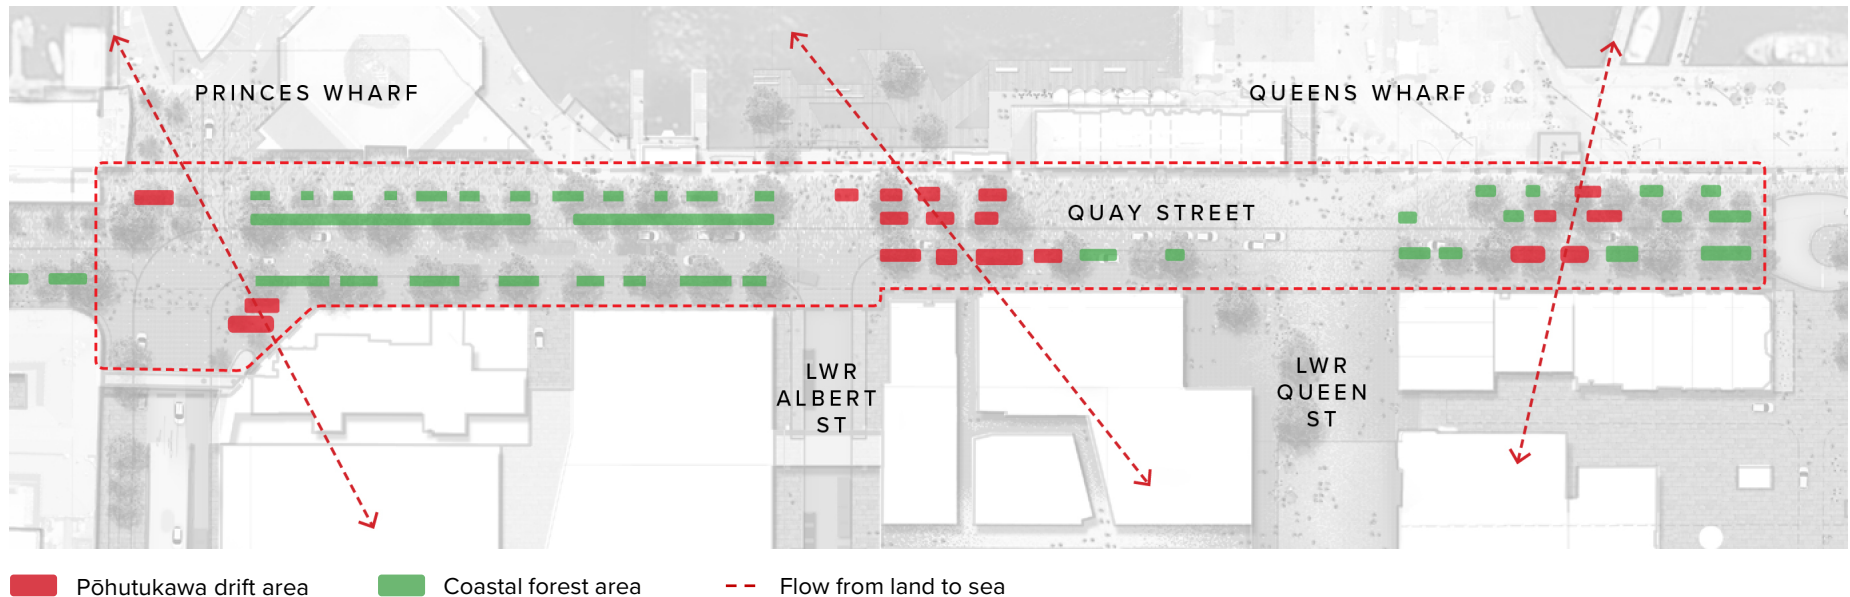 PRINCES WHARF
QUEENS WHARF
QUAY STREET
LWR
ALBERT
ST
LWR
QUEEN
ST
Pōhutukawa drift area
Coastal forest area
Flow from land to sea